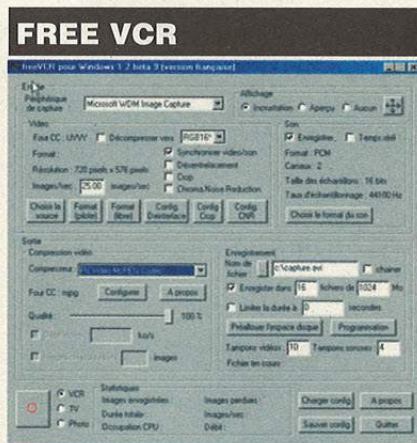 FREE VCR
freeVCR pour Windows 1.2 beta 9 (version française)
Entrée
Périphérique de capture
Microsoft WDM Image Capture
Affichage
Incrustation Aperçu Aucun
Vidéo
Four CC : UYVY Décompresser vers RGB16*
Format :
Résolution : 720 pixels x 576 pixels
Images/sec 25.00 images/sec
Synchroniser vidéo/son
Désentrelacement
Crop
Chroma Noise Reduction
Choisir la source
Format (pilote)
Format (libre)
Config. Desinterlace
Config. Crop
Config. CNR
Son
Enregistrer Temps réél
Format : PCM
Canaux : 2
Taille des échantillons : 16 bits
Taux d'échantillonnage : 44100 Hz
Choisir le format du son
Sortie
Compression vidéo
Compresseur :
Four CC : mpg Configurer A propos
Qualité 100 %
ko/s
images
Enregistrement
Nom de fichier : c:\capture.avi chainer
Enregister dans 16 fichiers de 1024 Mo
Limiter la durée à 0 secondes
Préallouer l'espace disque Programmation
Tampons vidéos : 10 Tampons sonores : 4
Fichier en cours :
VCR
TV
Photo
Statistiques
Images enregistrées : Images perdues :
Durée totale : Images/sec :
Occupation CPU : Débit :
Charger config. A propos
Sauver config. Quitter